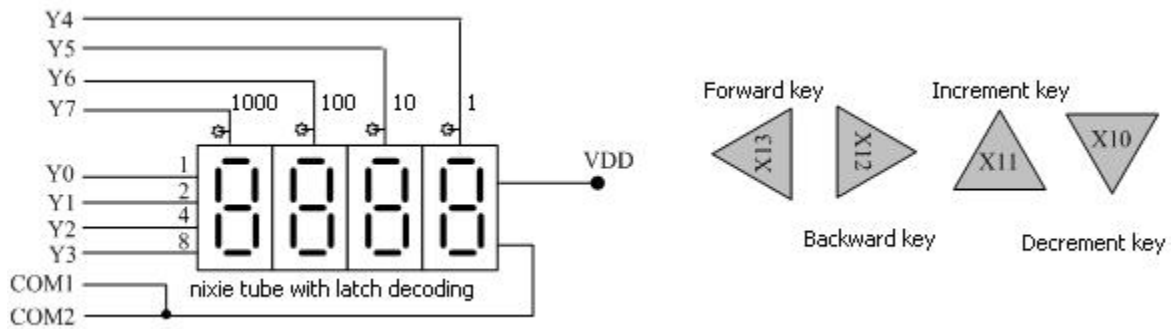 Y4
Y5
Y6
Y7
1000 100 10 1
Y0 1
Y1 2
Y2 4
Y3 8
COM1
COM2
VDD
nixie tube with latch decoding
Forward key
Increment key
X13
X12
X11
X10
Backward key
Decrement key